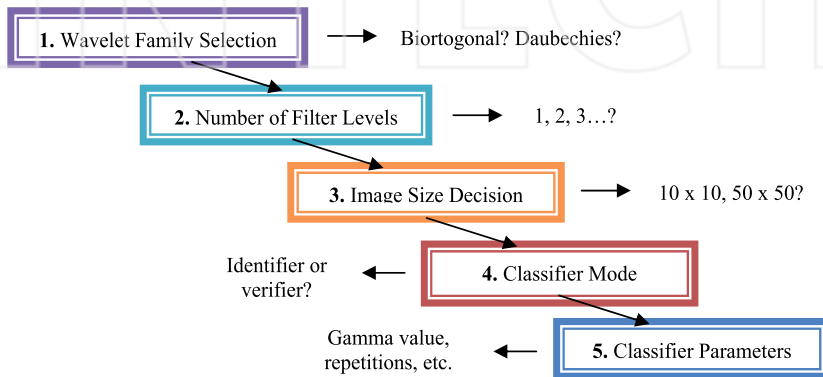 1. Wavelet Family Selection
Biortogonal? Daubechies?
2. Number of Filter Levels
1, 2, 3…?
3. Image Size Decision
10 x 10, 50 x 50?
4. Classifier Mode
Identifier or
verifier?
5. Classifier Parameters
Gamma value,
repetitions, etc.